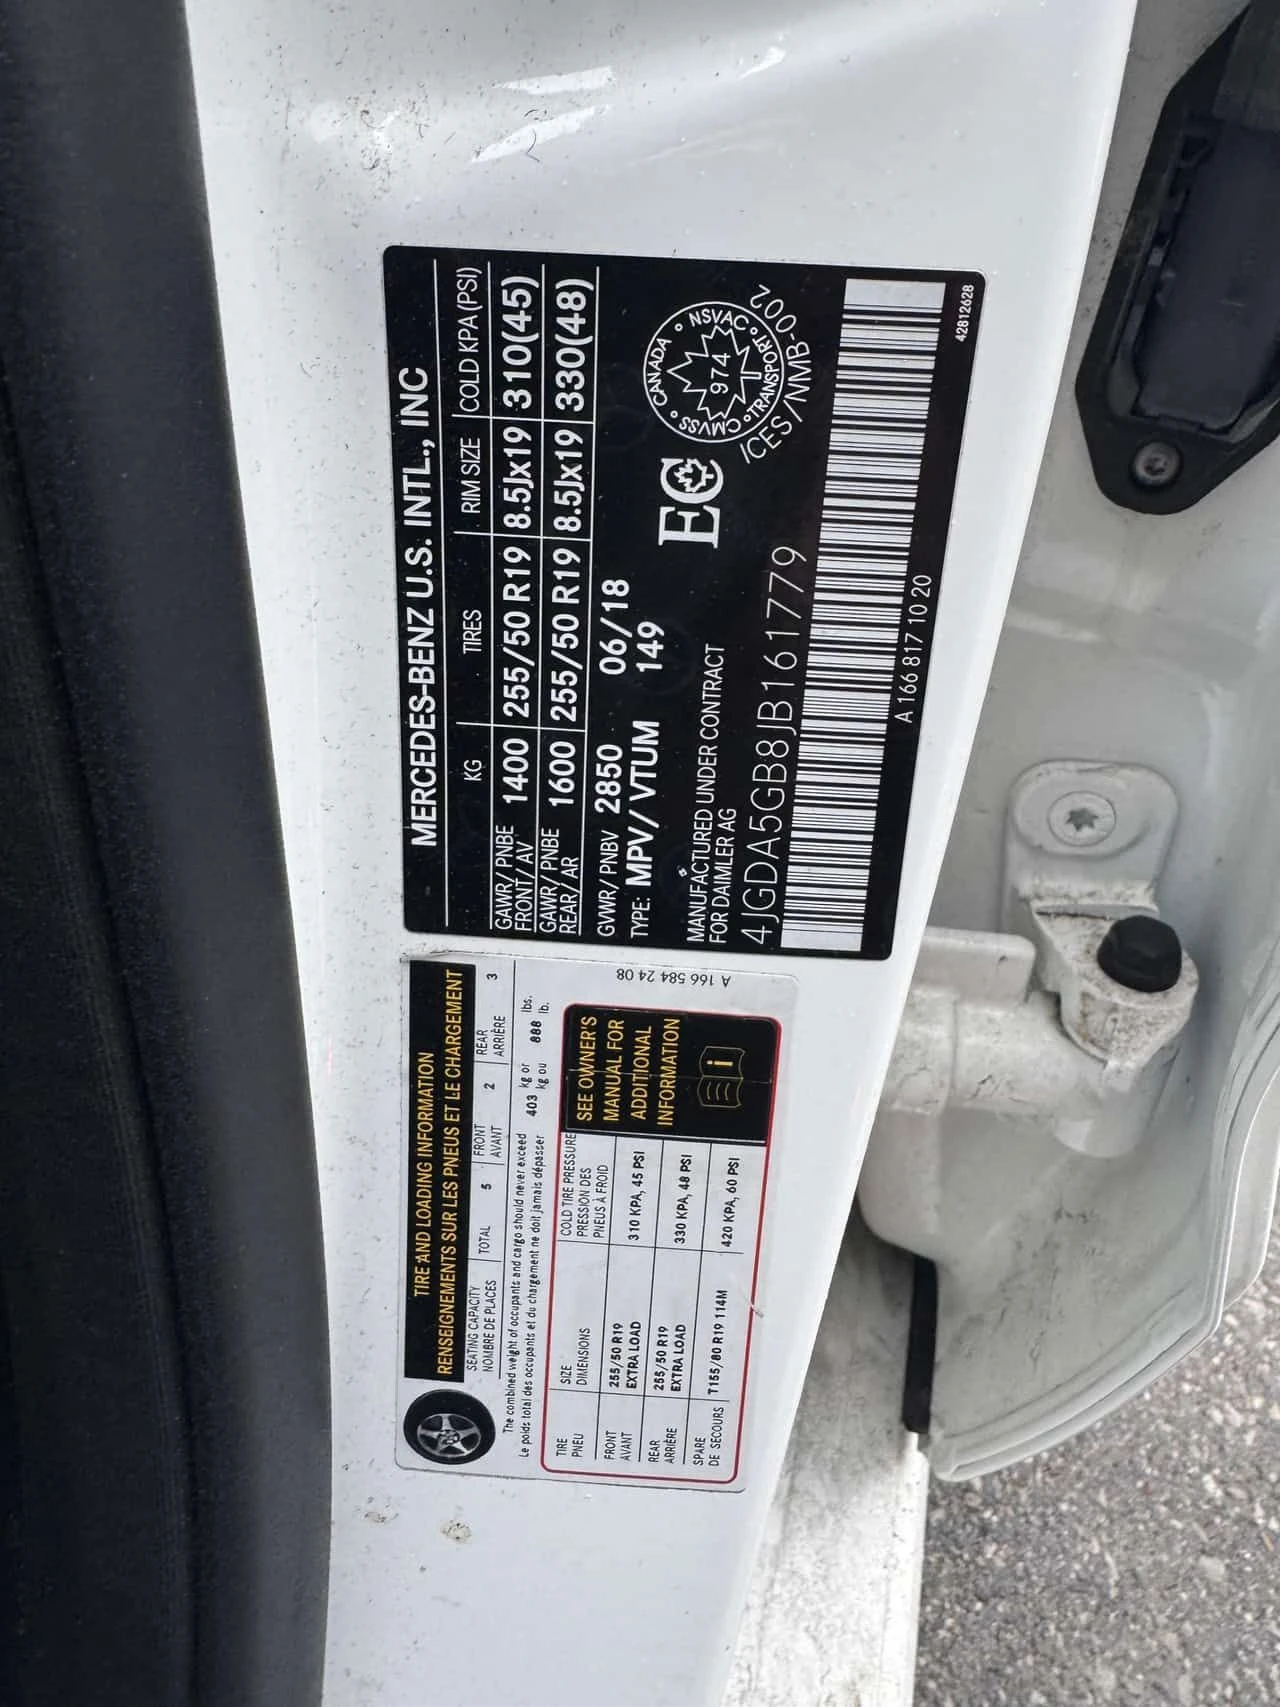 MERCEDES-BENZ U.S. INTL., INC
KG TIRES RIM SIZE COLD KPA (PSI)
GAWR/ PNBE
FRONT/ AV 1400 255/50 R19 8.5Jx19 310(45)
GAWR/ PNBE
REAR/ AR 1600 255/50 R19 8.5Jx19 330(48)
GVWR/ PNBV 2850 06/18
TYPE: MPV/ VTUM 149
MANUFACTURED UNDER CONTRACT
FOR DAIMLER AG
EC
CANADA • NSVAC • TRANSPORT • CMVSS •
974
ICES/NMB-002
4JGDA5GB8JB161779
A 166 817 10 20
42812628
TIRE AND LOADING INFORMATION
RENSEIGNEMENTS SUR LES PNEUS ET LE CHARGEMENT
SEATING CAPACITY
NOMBRE DE PLACES
TOTAL 5
FRONT
AVANT 2
REAR
ARRIÈRE 3
The combined weight of occupants and cargo should never exceed 403 kg or 888 lbs.
Le poids total des occupants et du chargement ne doit jamais dépasser kg ou lb.
TIRE
PNEU
SIZE
DIMENSIONS
COLD TIRE PRESSURE
PRESSION DES
PNEUS À FROID
FRONT
AVANT
255/50 R19
EXTRA LOAD
310 KPA, 45 PSI
REAR
ARRIÈRE
255/50 R19
EXTRA LOAD
330 KPA, 48 PSI
SPARE
DE SECOURS
T155/80 R19 114M
420 KPA, 60 PSI
SEE OWNER'S
MANUAL FOR
ADDITIONAL
INFORMATION
A 166 584 24 08